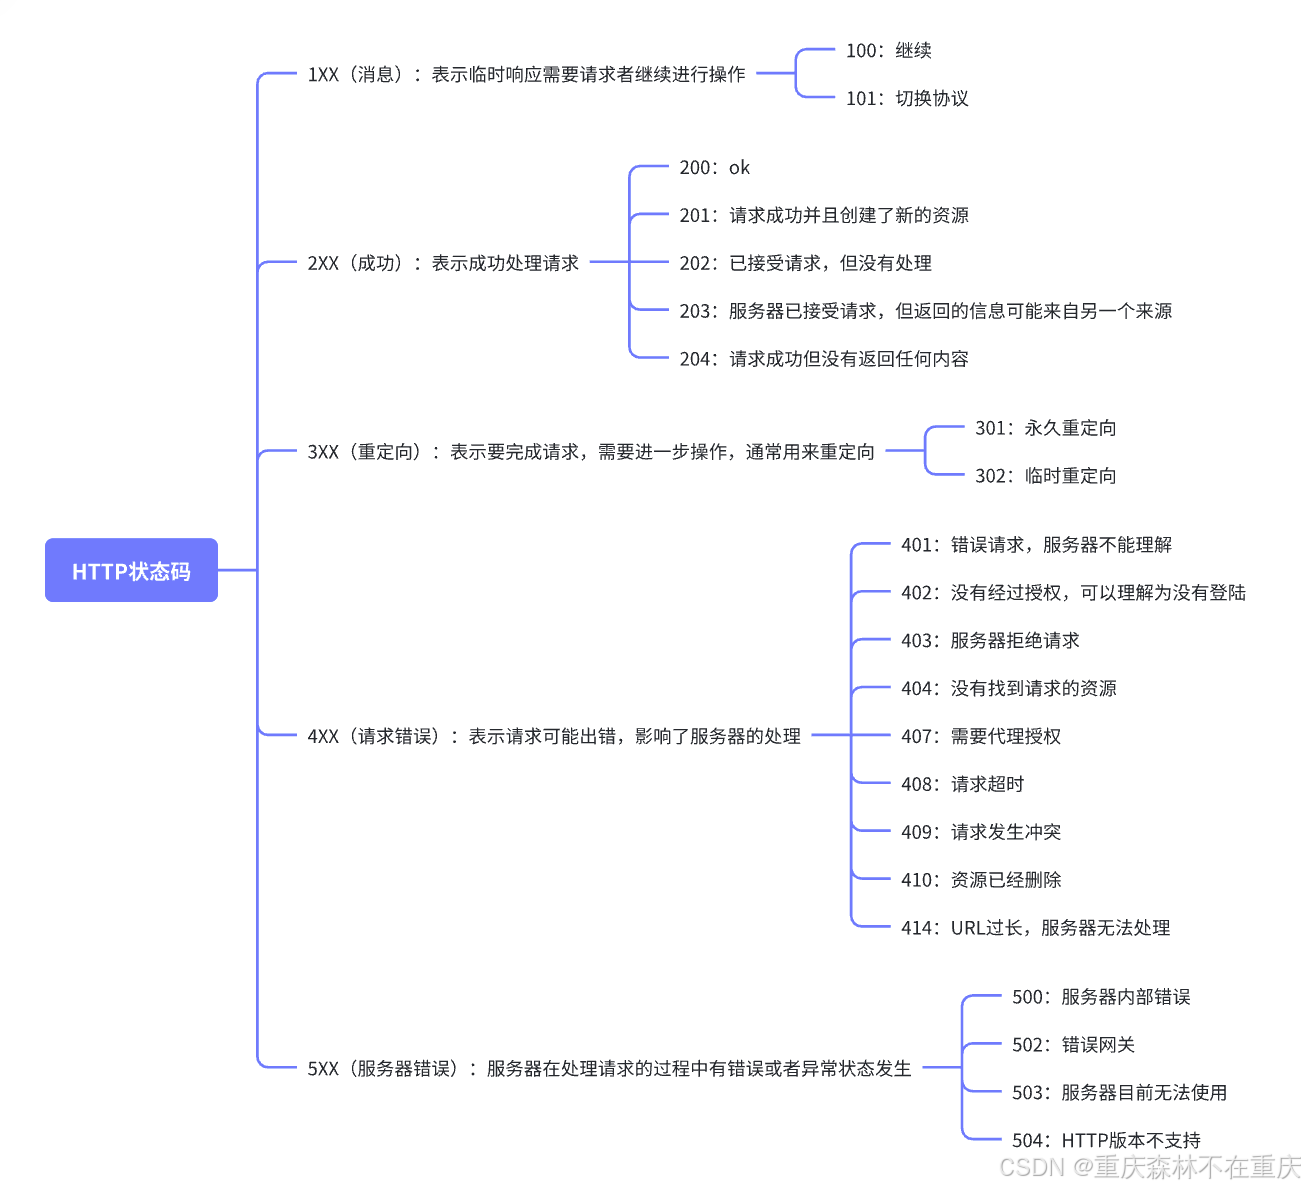 HTTP状态码
1XX（消息）：表示临时响应需要请求者继续进行操作
100：继续
101：切换协议
2XX（成功）：表示成功处理请求
200：ok
201：请求成功并且创建了新的资源
202：已接受请求，但没有处理
203：服务器已接受请求，但返回的信息可能来自另一个来源
204：请求成功但没有返回任何内容
3XX（重定向）：表示要完成请求，需要进一步操作，通常用来重定向
301：永久重定向
302：临时重定向
4XX（请求错误）：表示请求可能出错，影响了服务器的处理
401：错误请求，服务器不能理解
402：没有经过授权，可以理解为没有登陆
403：服务器拒绝请求
404：没有找到请求的资源
407：需要代理授权
408：请求超时
409：请求发生冲突
410：资源已经删除
414：URL过长，服务器无法处理
5XX（服务器错误）：服务器在处理请求的过程中有错误或者异常状态发生
500：服务器内部错误
502：错误网关
503：服务器目前无法使用
504：HTTP版本不支持
CSDN @重庆森林不在重庆